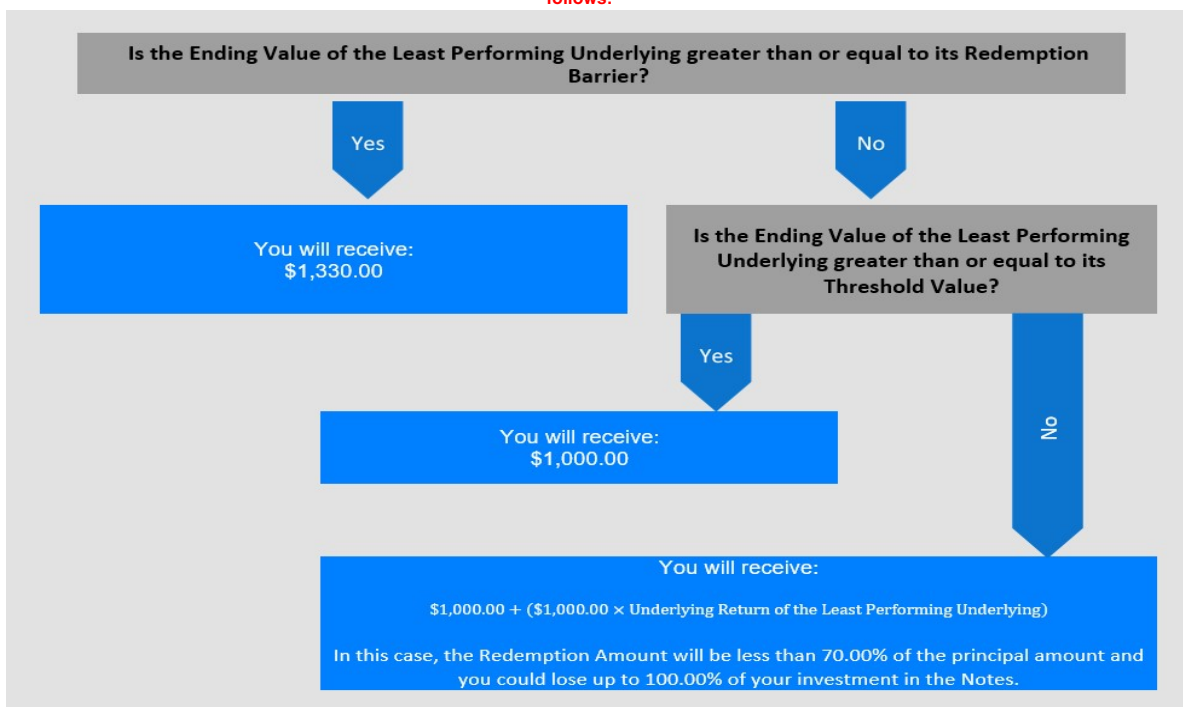 follows:
Is the Ending Value of the Least Performing Underlying greater than or equal to its Redemption
Barrier?
Yes
No
You will receive:
$1,330.00
Is the Ending Value of the Least Performing
Underlying greater than or equal to its
Threshold Value?
Yes
No
You will receive:
$1,000.00
You will receive:
$1,000.00 + ($1,000.00 × Underlying Return of the Least Performing Underlying)
In this case, the Redemption Amount will be less than 70.00% of the principal amount and
you could lose up to 100.00% of your investment in the Notes.